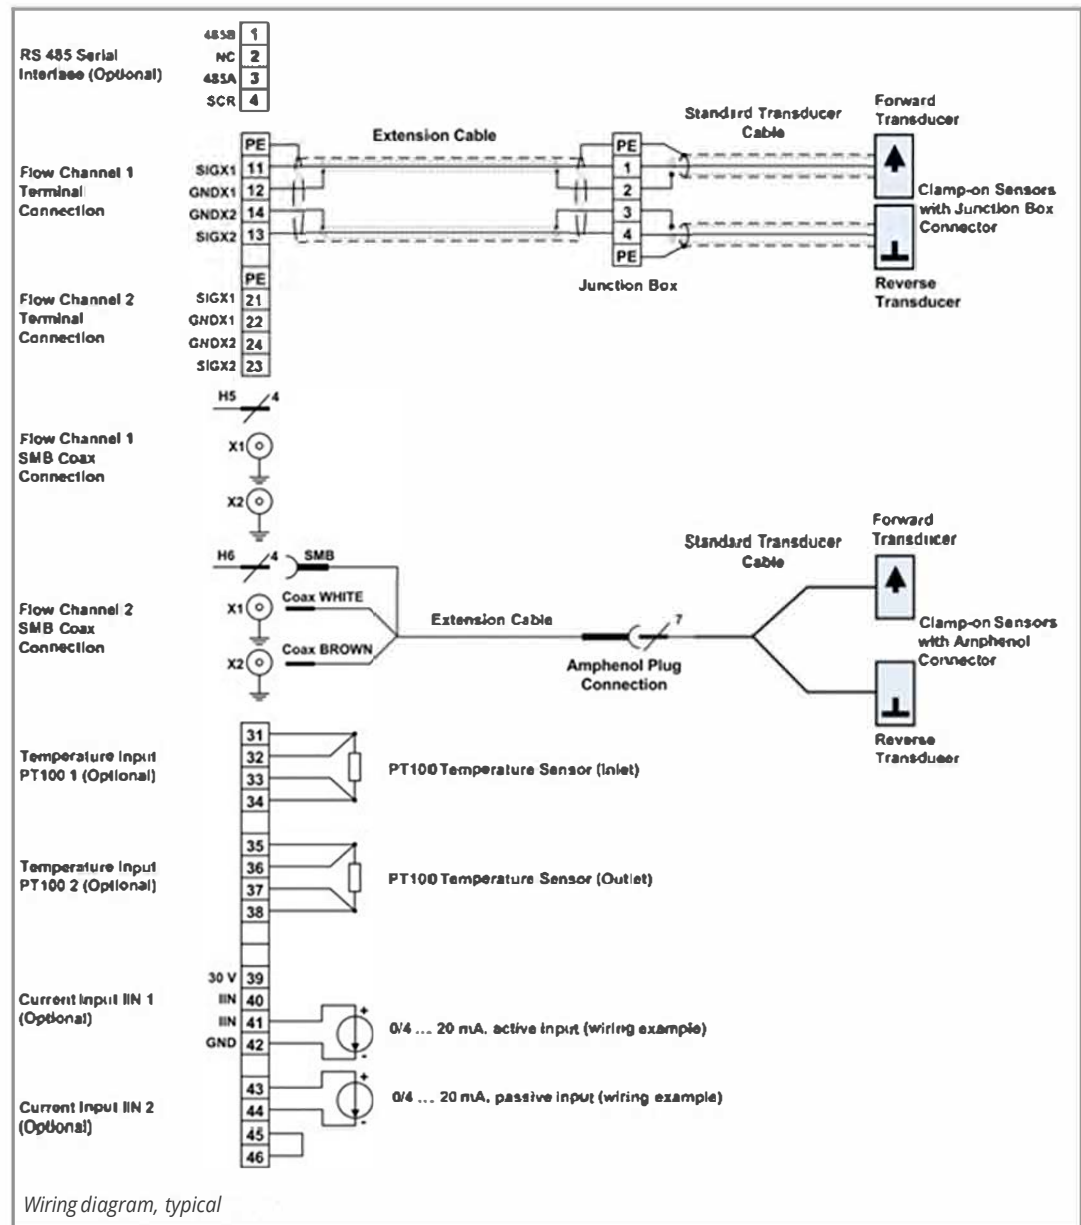 485B 1
RS 485 Serial
Interface (Optional)
NC 2
485A 3
SCR 4
Flow Channel 1
Terminal
Connection
PE
SIGX1 11
GNDX1 12
GNDX2 14
SIGX2 13
Extension Cable
PE
1
2
3
4
PE
Junction Box
Standard Transducer
Cable
Forward
Transducer
Clamp-on Sensors
with Junction Box
Connector
Reverse
Transducer
Flow Channel 2
Terminal
Connection
PE
SIGX1 21
GNDX1 22
GNDX2 24
SIGX2 23
H5 4
Flow Channel 1
SMB Coax
Connection
X1
X2
H6 4 SMB
Flow Channel 2
SMB Coax
Connection
X1 Coax WHITE
X2 Coax BROWN
Extension Cable
7
Amphenol Plug
Connection
Standard Transducer
Cable
Forward
Transducer
Clamp-on Sensors
with Amphenol
Connector
Reverse
Transducer
Temperature Input
PT100 1 (Optional)
31
32
33
34
PT100 Temperature Sensor (Inlet)
Temperature Input
PT100 2 (Optional)
35
36
37
38
PT100 Temperature Sensor (Outlet)
Current Input IIN 1
(Optional)
30 V 39
IIN 40
IIN 41
GND 42
+
-
0/4 ... 20 mA, active input (wiring example)
Current Input IIN 2
(Optional)
43
44
45
46
+
-
0/4 ... 20 mA, passive input (wiring example)
Wiring diagram, typical